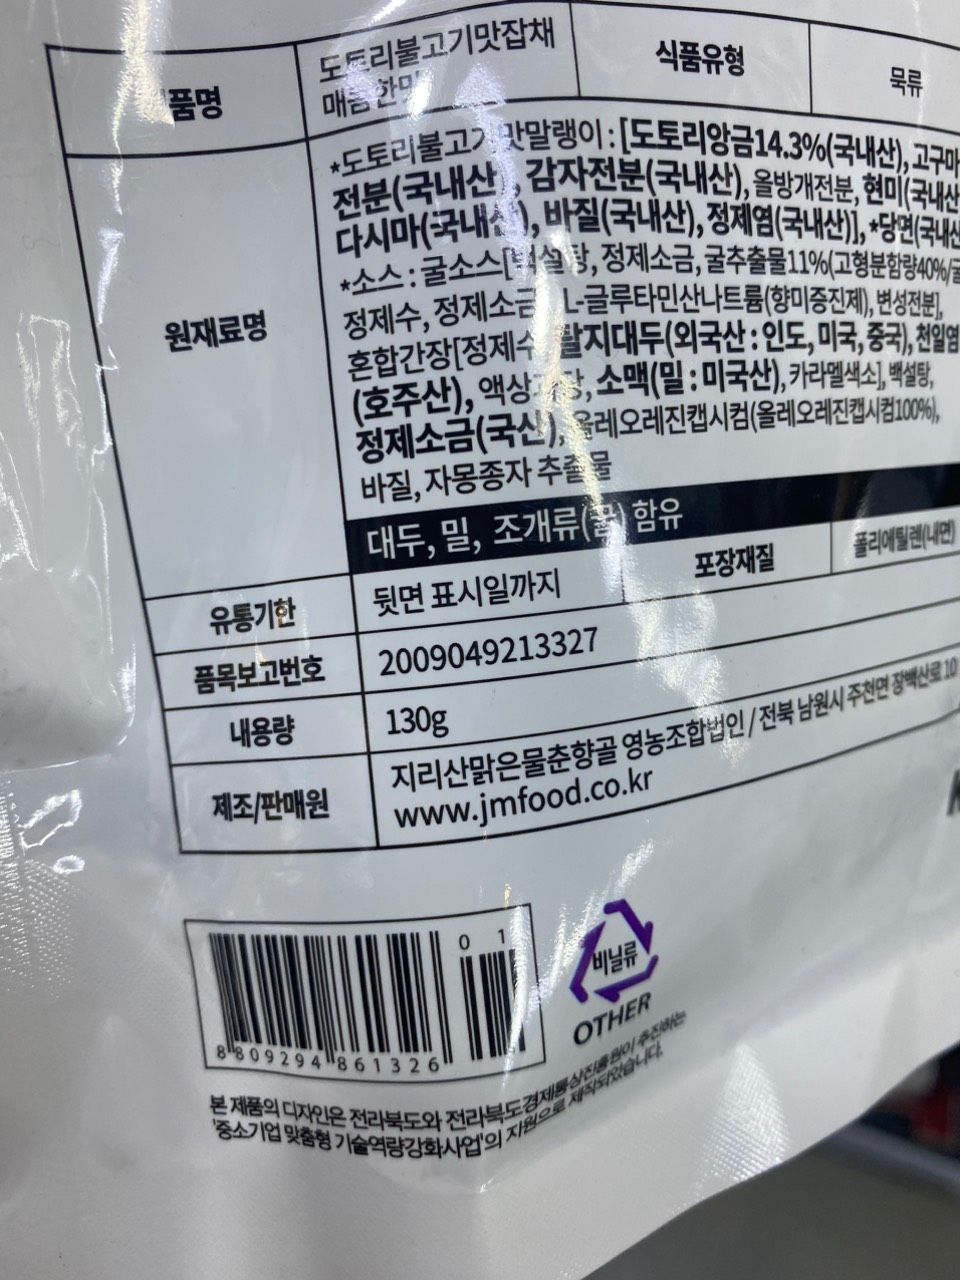 품명
도토리불고기맛잡채
매콤한맛
식품유형
묵류
원재료명
*도토리불고기맛말랭이 : [도토리앙금14.3%(국내산), 고구마
전분(국내산), 감자전분(국내산), 올방개전분, 현미(국내산
다시마(국내산), 바질(국내산), 정제염(국내산)], *당면(국내산
*소스 : 굴소스[백설탕, 정제소금, 굴추출물11%(고형분함량40%/굴
정제수, 정제소금, L-글루타민산나트륨(향미증진제), 변성전분],
혼합간장[정제수, 탈지대두(외국산 : 인도, 미국, 중국), 천일염
(호주산), 액상과당, 소맥(밀 : 미국산), 카라멜색소], 백설탕,
정제소금(국산), 올레오레진캡시컴(올레오레진캡시컴100%),
바질, 자몽종자 추출물
대두, 밀, 조개류(굴) 함유
유통기한
뒷면 표시일까지
포장재질
폴리에틸렌(내면)
품목보고번호
2009049213327
내용량
130g
제조/판매원
지리산맑은물춘향골 영농조합법인 / 전북 남원시 주천면 장백산로 10
www.jmfood.co.kr
0 1
8 809294 861326
비닐류
OTHER
본 제품의 디자인은 전라북도와 전라북도경제통상진흥원이 추진하는
'중소기업 맞춤형 기술역량강화사업'의 지원으로 제작되었습니다.